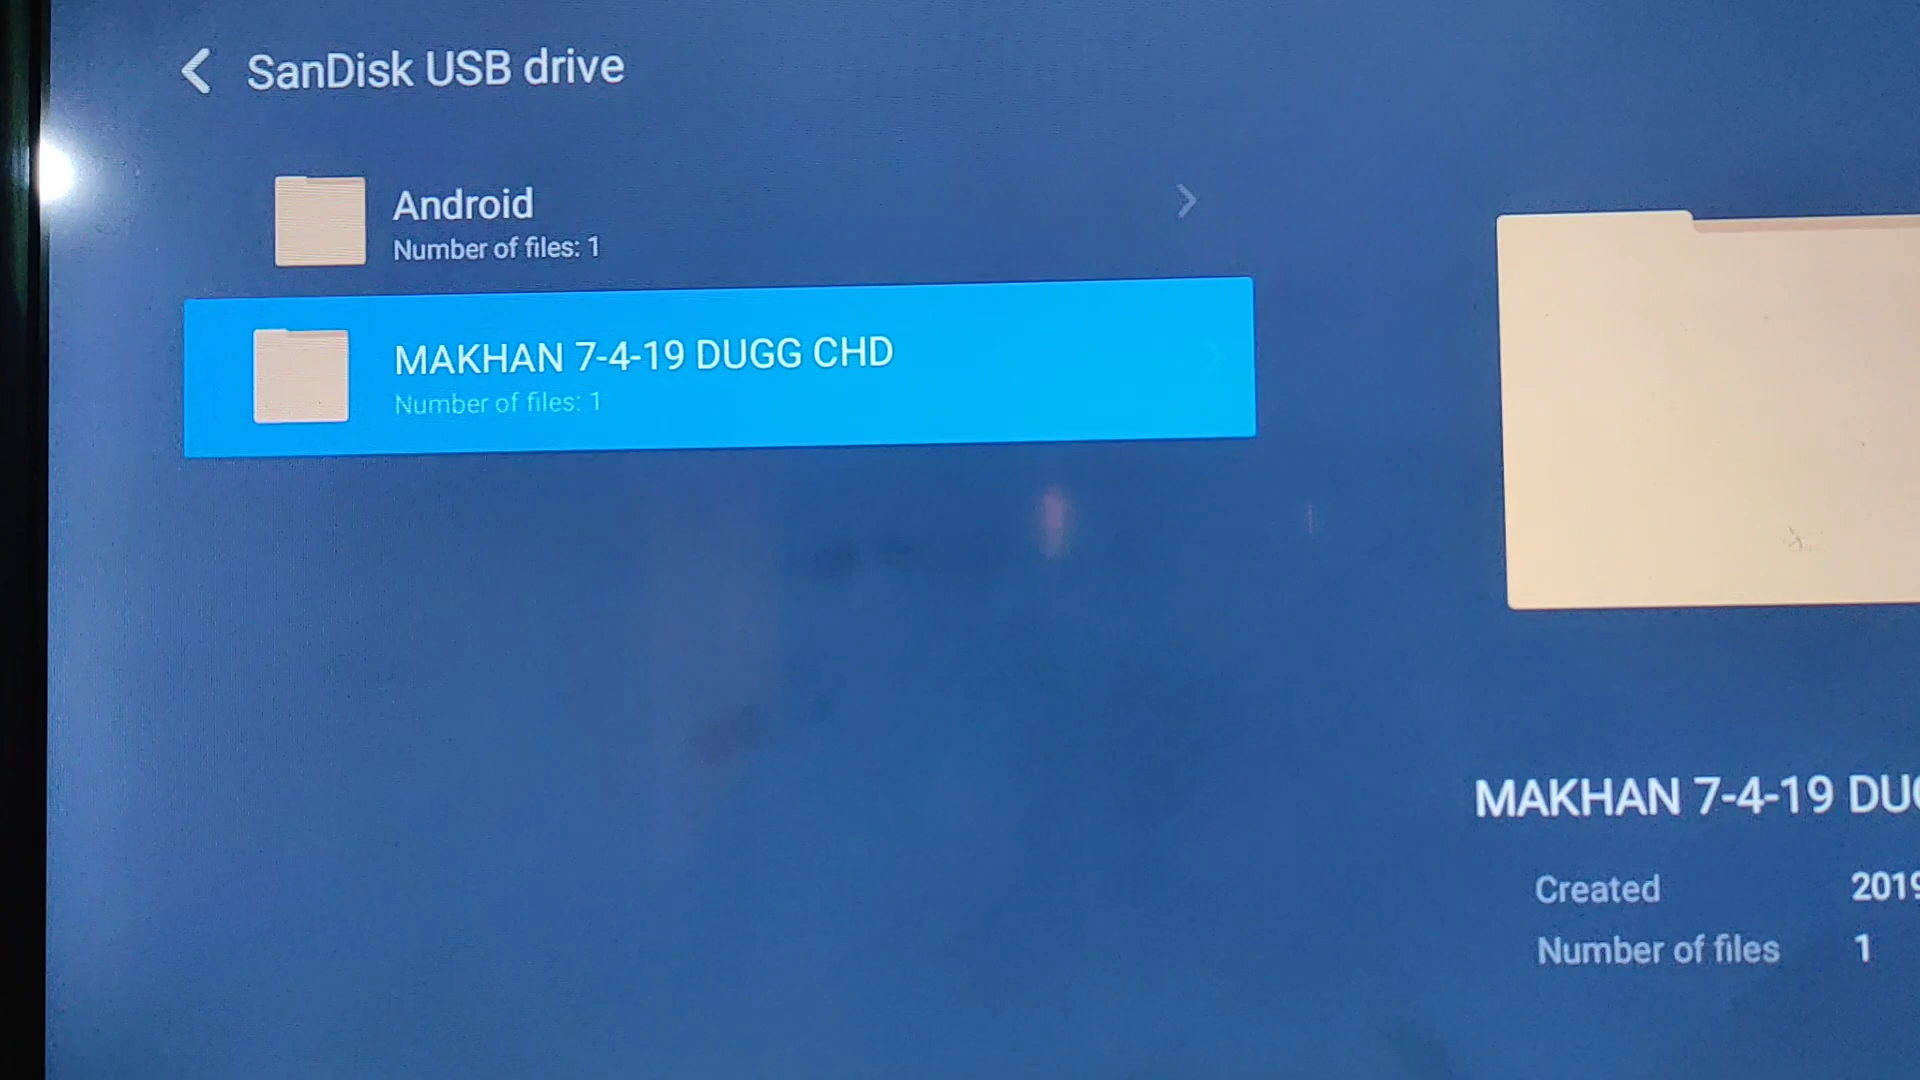 SanDisk USB drive
Android
Number of files: 1
MAKHAN 7-4-19 DUGG CHD
Number of files: 1
MAKHAN 7-4-19
Created 2019
Number of files 1